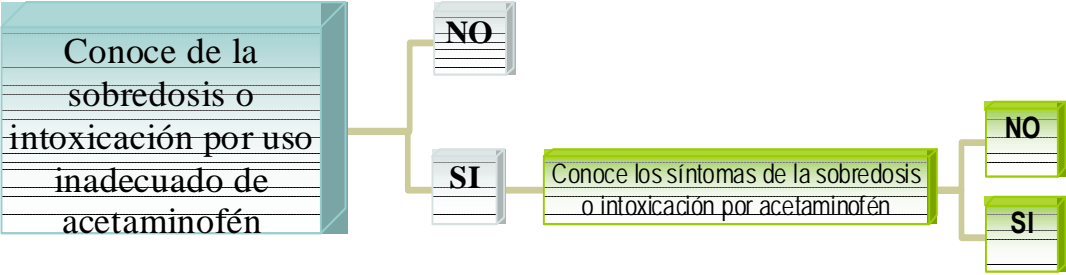 Conoce de la
sobredosis o
intoxicación por uso
inadecuado de
acetaminofén
NO
SI
Conoce los síntomas de la sobredosis
o intoxicación por acetaminofén
NO
SI